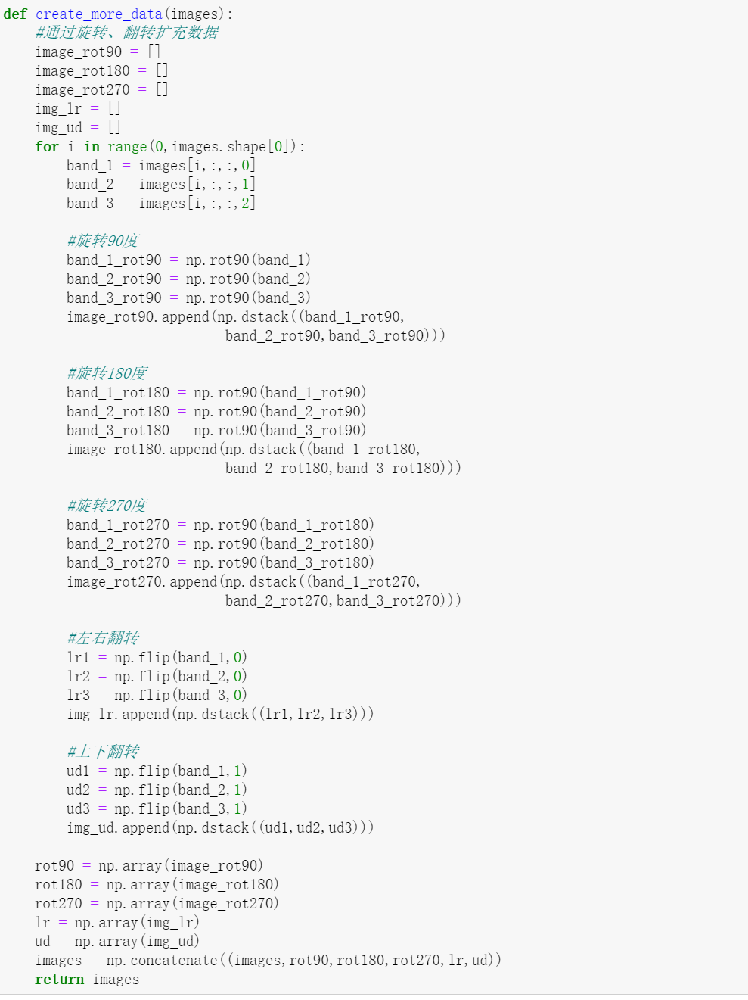 def create_more_data(images):
    #通过旋转、翻转扩充数据
    image_rot90 = []
    image_rot180 = []
    image_rot270 = []
    img_lr = []
    img_ud = []
    for i in range(0,images.shape[0]):
        band_1 = images[i,:,:,0]
        band_2 = images[i,:,:,1]
        band_3 = images[i,:,:,2]

        #旋转90度
        band_1_rot90 = np.rot90(band_1)
        band_2_rot90 = np.rot90(band_2)
        band_3_rot90 = np.rot90(band_3)
        image_rot90.append(np.dstack((band_1_rot90,
                            band_2_rot90,band_3_rot90)))

        #旋转180度
        band_1_rot180 = np.rot90(band_1_rot90)
        band_2_rot180 = np.rot90(band_2_rot90)
        band_3_rot180 = np.rot90(band_3_rot90)
        image_rot180.append(np.dstack((band_1_rot180,
                            band_2_rot180,band_3_rot180)))

        #旋转270度
        band_1_rot270 = np.rot90(band_1_rot180)
        band_2_rot270 = np.rot90(band_2_rot180)
        band_3_rot270 = np.rot90(band_3_rot180)
        image_rot270.append(np.dstack((band_1_rot270,
                            band_2_rot270,band_3_rot270)))

        #左右翻转
        lr1 = np.flip(band_1,0)
        lr2 = np.flip(band_2,0)
        lr3 = np.flip(band_3,0)
        img_lr.append(np.dstack((lr1,lr2,lr3)))

        #上下翻转
        ud1 = np.flip(band_1,1)
        ud2 = np.flip(band_2,1)
        ud3 = np.flip(band_3,1)
        img_ud.append(np.dstack((ud1,ud2,ud3)))

    rot90 = np.array(image_rot90)
    rot180 = np.array(image_rot180)
    rot270 = np.array(image_rot270)
    lr = np.array(img_lr)
    ud = np.array(img_ud)
    images = np.concatenate((images,rot90,rot180,rot270,lr,ud))
    return images